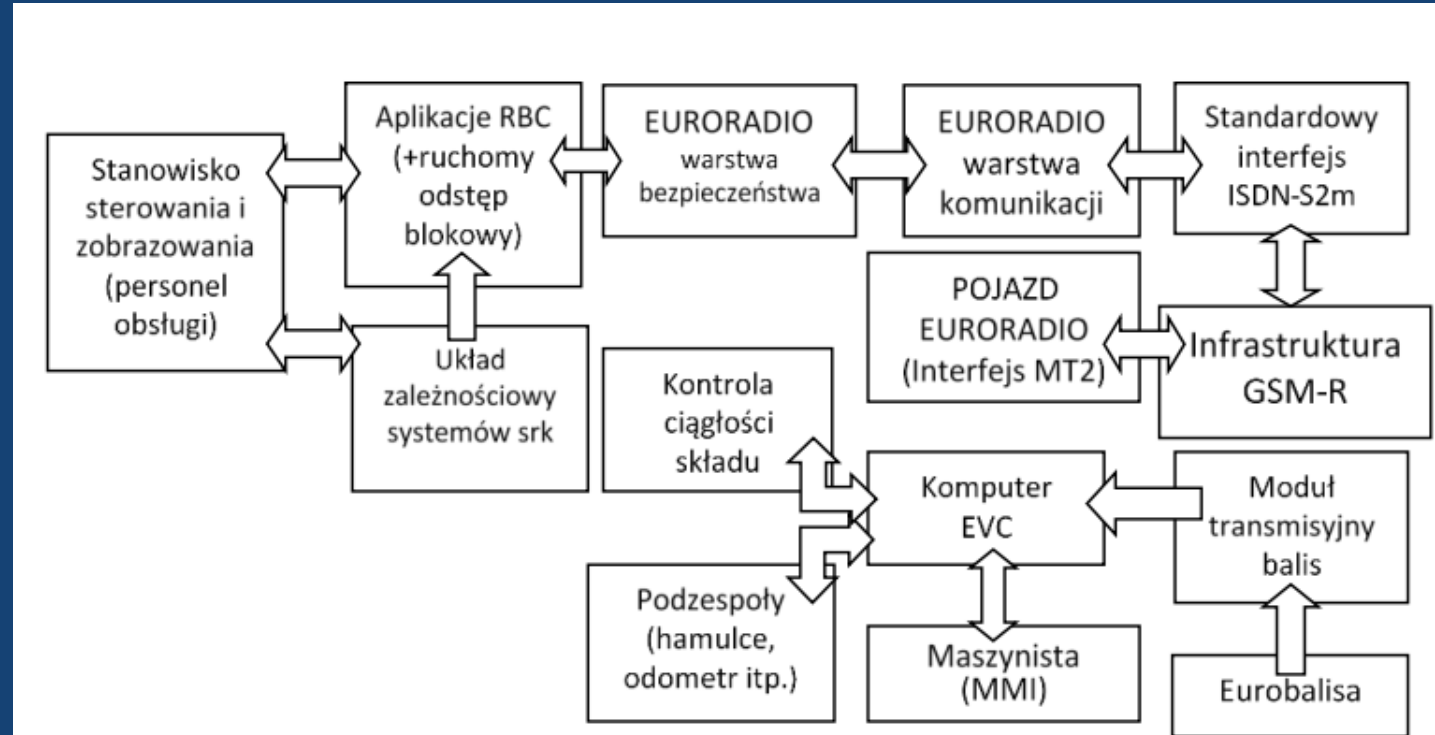 Stanowisko
sterowania i
zobrazowania
(personel
obsługi)
Aplikacje RBC
(+ruchomy
odstęp
blokowy)
EURORADIO
warstwa
bezpieczeństwa
EURORADIO
warstwa
komunikacji
Standardowy
interfejs
ISDN-S2m
Układ
zależnościowy
systemów srk
POJAZD
EURORADIO
(Interfejs MT2)
Infrastruktura
GSM-R
Kontrola
ciągłości
składu
Komputer
EVC
Moduł
transmisyjny
balis
Podzespoły
(hamulce,
odometr itp.)
Maszynista
(MMI)
Eurobalisa